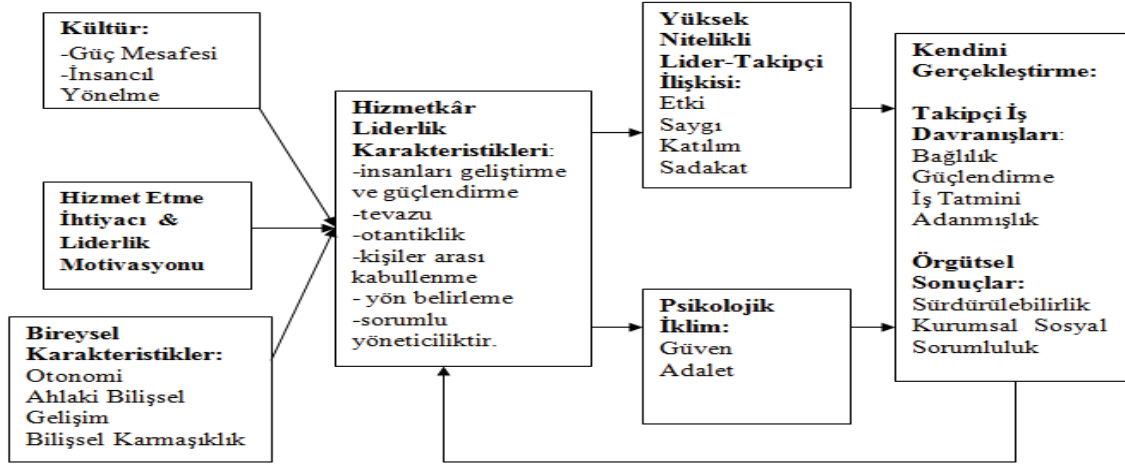 Kültür:
-Güç Mesafesi
-İnsancıl
Yönelme
Hizmet Etme
İhtiyacı &
Liderlik
Motivasyonu
Bireysel
Karakteristikler:
Otonomi
Ahlaki Bilişsel
Gelişim
Bilişsel Karmaşıklık
Hizmetkâr
Liderlik
Karakteristikleri:
-insanları geliştirme
ve güçlendirme
-tevazu
-otantiklik
-kişiler arası
kabullenme
- yön belirleme
-sorumlu
yöneticiliktir.
Yüksek
Nitelikli
Lider-Takipçi
İlişkisi:
Etki
Saygı
Katılım
Sadakat
Psikolojik
İklim:
Güven
Adalet
Kendini
Gerçekleştirme:
Takipçi İş
Davranışları:
Bağlılık
Güçlendirme
İş Tatmini
Adanmışlık
Örgütsel
Sonuçlar:
Sürdürülebilirlik
Kurumsal Sosyal
Sorumluluk